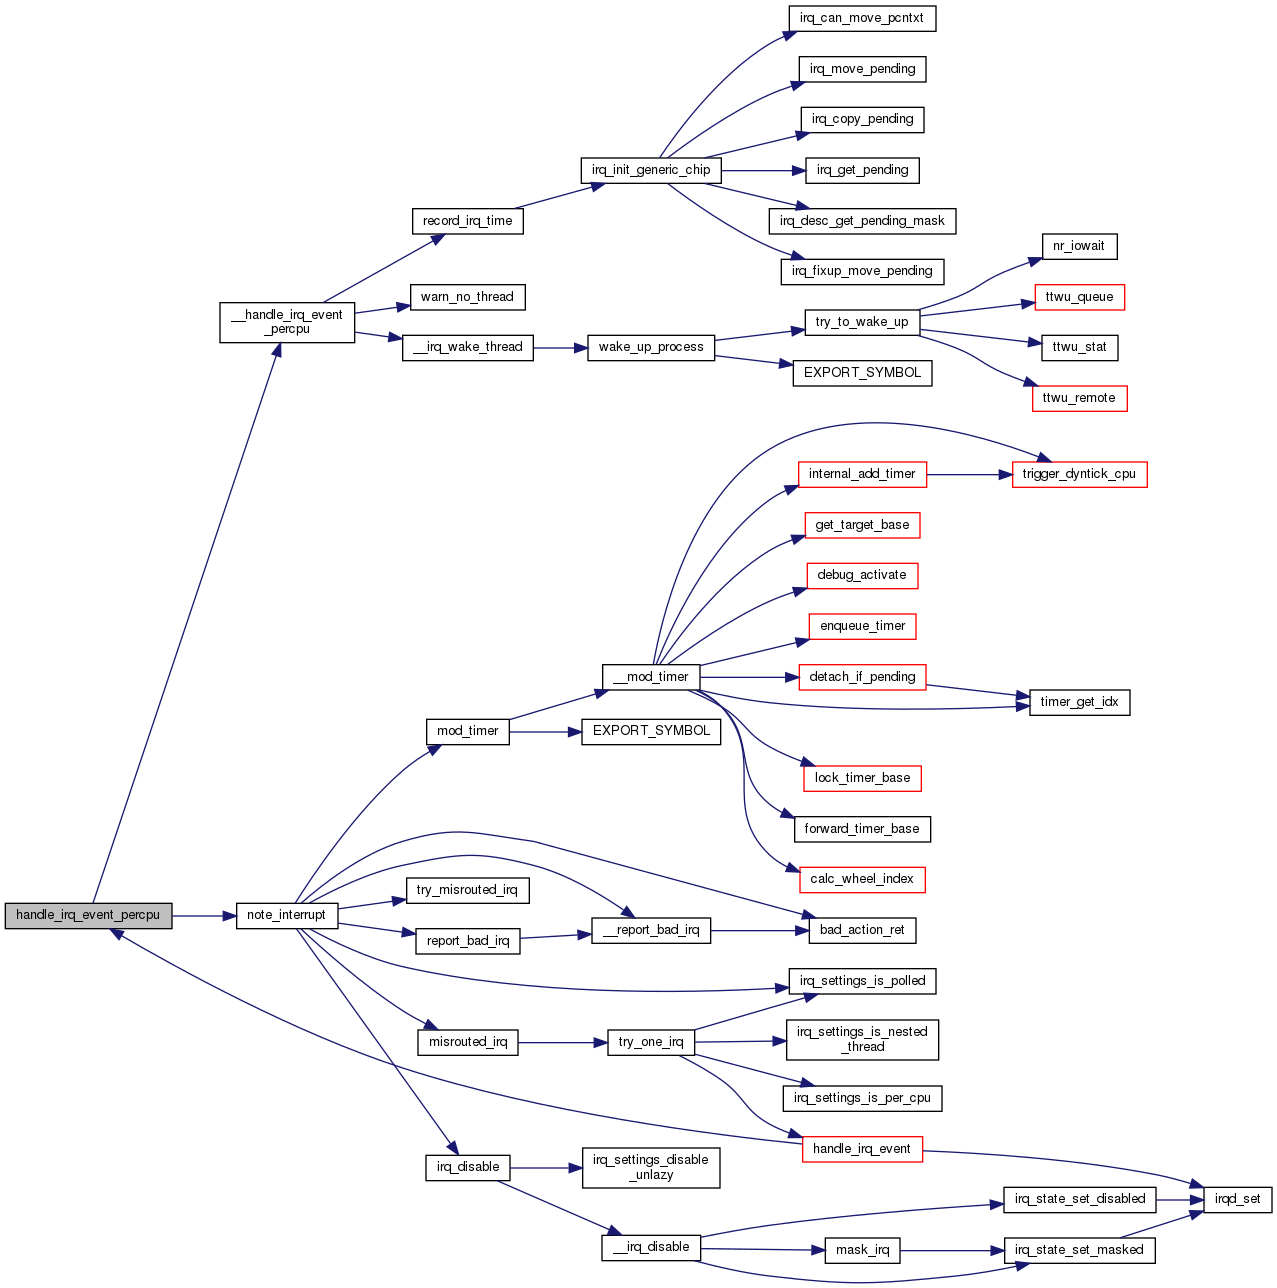 irq_can_move_pcntxt
irq_move_pending
irq_copy_pending
irq_init_generic_chip
irq_get_pending
record_irq_time
irq_desc_get_pending_mask
nr_iowait
irq_fixup_move_pending
warn_no_thread
ttwu_queue
__handle_irq_event
_percpu
try_to_wake_up
__irq_wake_thread
wake_up_process
ttwu_stat
EXPORT_SYMBOL
ttwu_remote
internal_add_timer
trigger_dyntick_cpu
get_target_base
debug_activate
enqueue_timer
__mod_timer
detach_if_pending
timer_get_idx
mod_timer
EXPORT_SYMBOL
lock_timer_base
forward_timer_base
calc_wheel_index
try_misrouted_irq
handle_irq_event_percpu
note_interrupt
report_bad_irq
__report_bad_irq
bad_action_ret
irq_settings_is_polled
misrouted_irq
try_one_irq
irq_settings_is_nested
_thread
irq_settings_is_per_cpu
handle_irq_event
irq_disable
irq_settings_disable
_unlazy
irq_state_set_disabled
irqd_set
__irq_disable
mask_irq
irq_state_set_masked